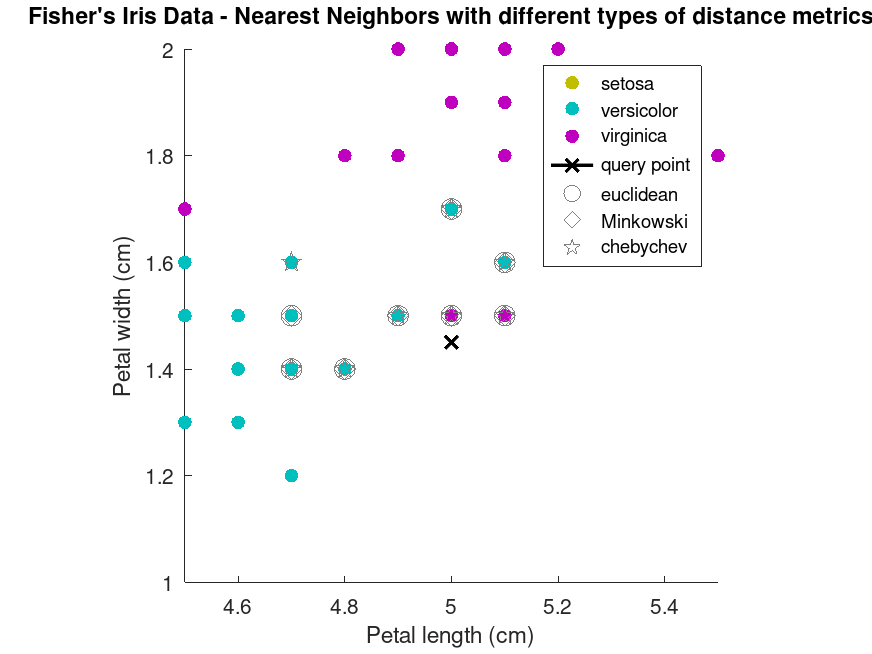 Fisher's Iris Data - Nearest Neighbors with different types of distance metrics
2
1.8
1.6
1.4
1.2
1
Petal width (cm)
4.6
4.8
5
5.2
5.4
Petal length (cm)
setosa
versicolor
virginica
query point
euclidean
Minkowski
chebychev